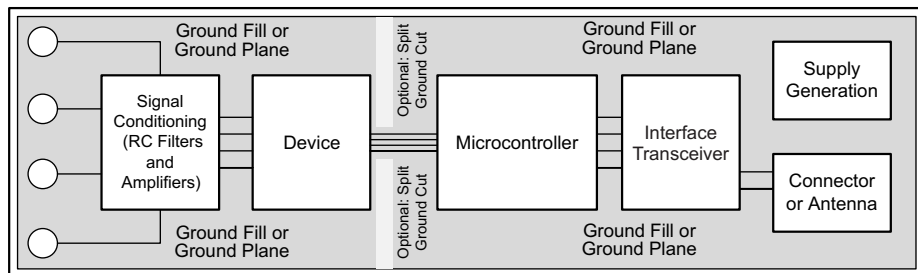 Ground Fill or
Ground Plane
Optional: Split
Ground Cut
Ground Fill or
Ground Plane
Supply
Generation
Signal
Conditioning
(RC Filters
and
Amplifiers)
Device
Microcontroller
Interface
Transceiver
Connector
or Antenna
Ground Fill or
Ground Plane
Optional: Split
Ground Cut
Ground Fill or
Ground Plane